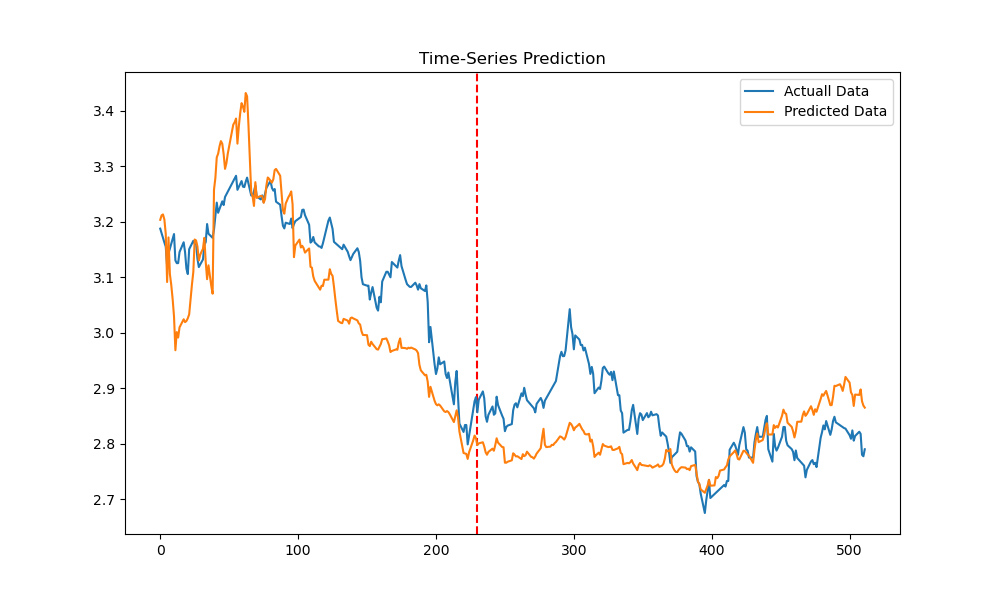 Time-Series Prediction
Actuall Data
Predicted Data
3.4
3.3
3.2
3.1
3.0
2.9
2.8
2.7
0 100 200 300 400 500